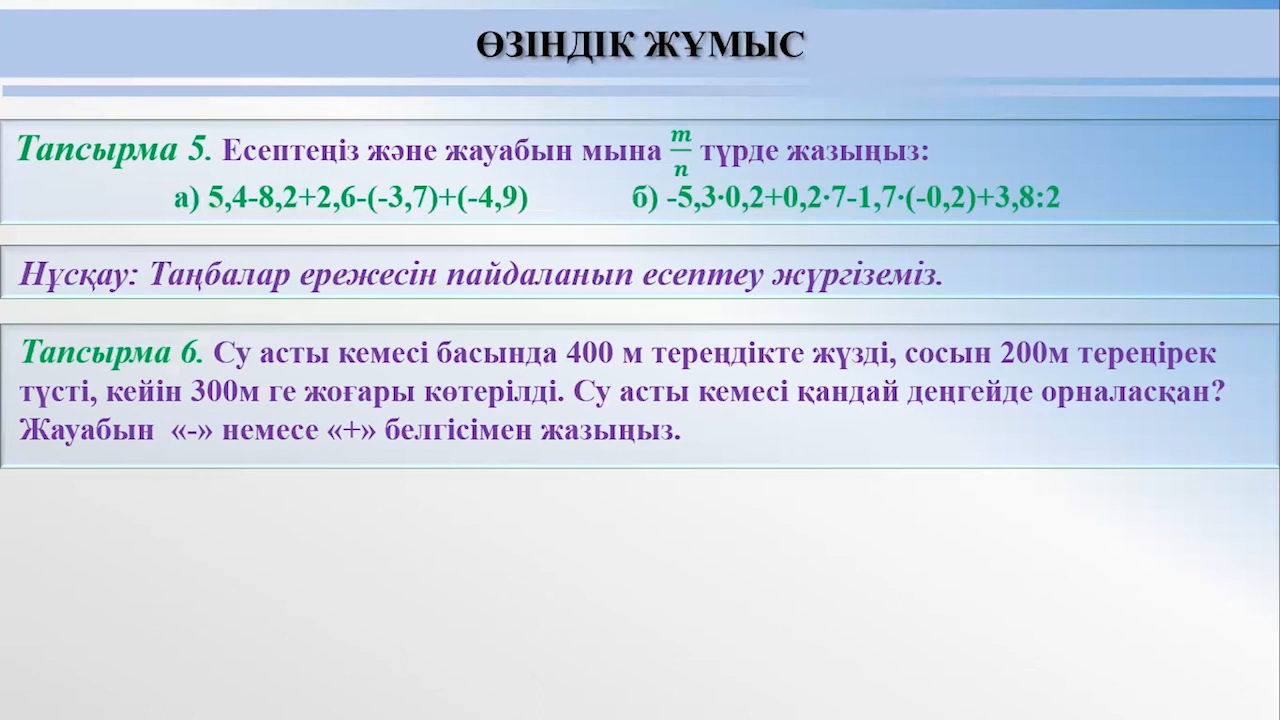 ӨЗІНДІК ЖҰМЫС
Тапсырма 5. Есептеңіз және жауабын мына m/n түрде жазыңыз:
а) 5,4-8,2+2,6-(-3,7)+(-4,9) б) -5,3·0,2+0,2·7-1,7·(-0,2)+3,8:2
Нұсқау: Таңбалар ережесін пайдаланып есептеу жүргіземіз.
Тапсырма 6. Су асты кемесі басында 400 м тереңдікте жүзді, сосын 200м тереңірек
түсті, кейін 300м ге жоғары көтерілді. Су асты кемесі қандай деңгейде орналасқан?
Жауабын «-» немесе «+» белгісімен жазыңыз.